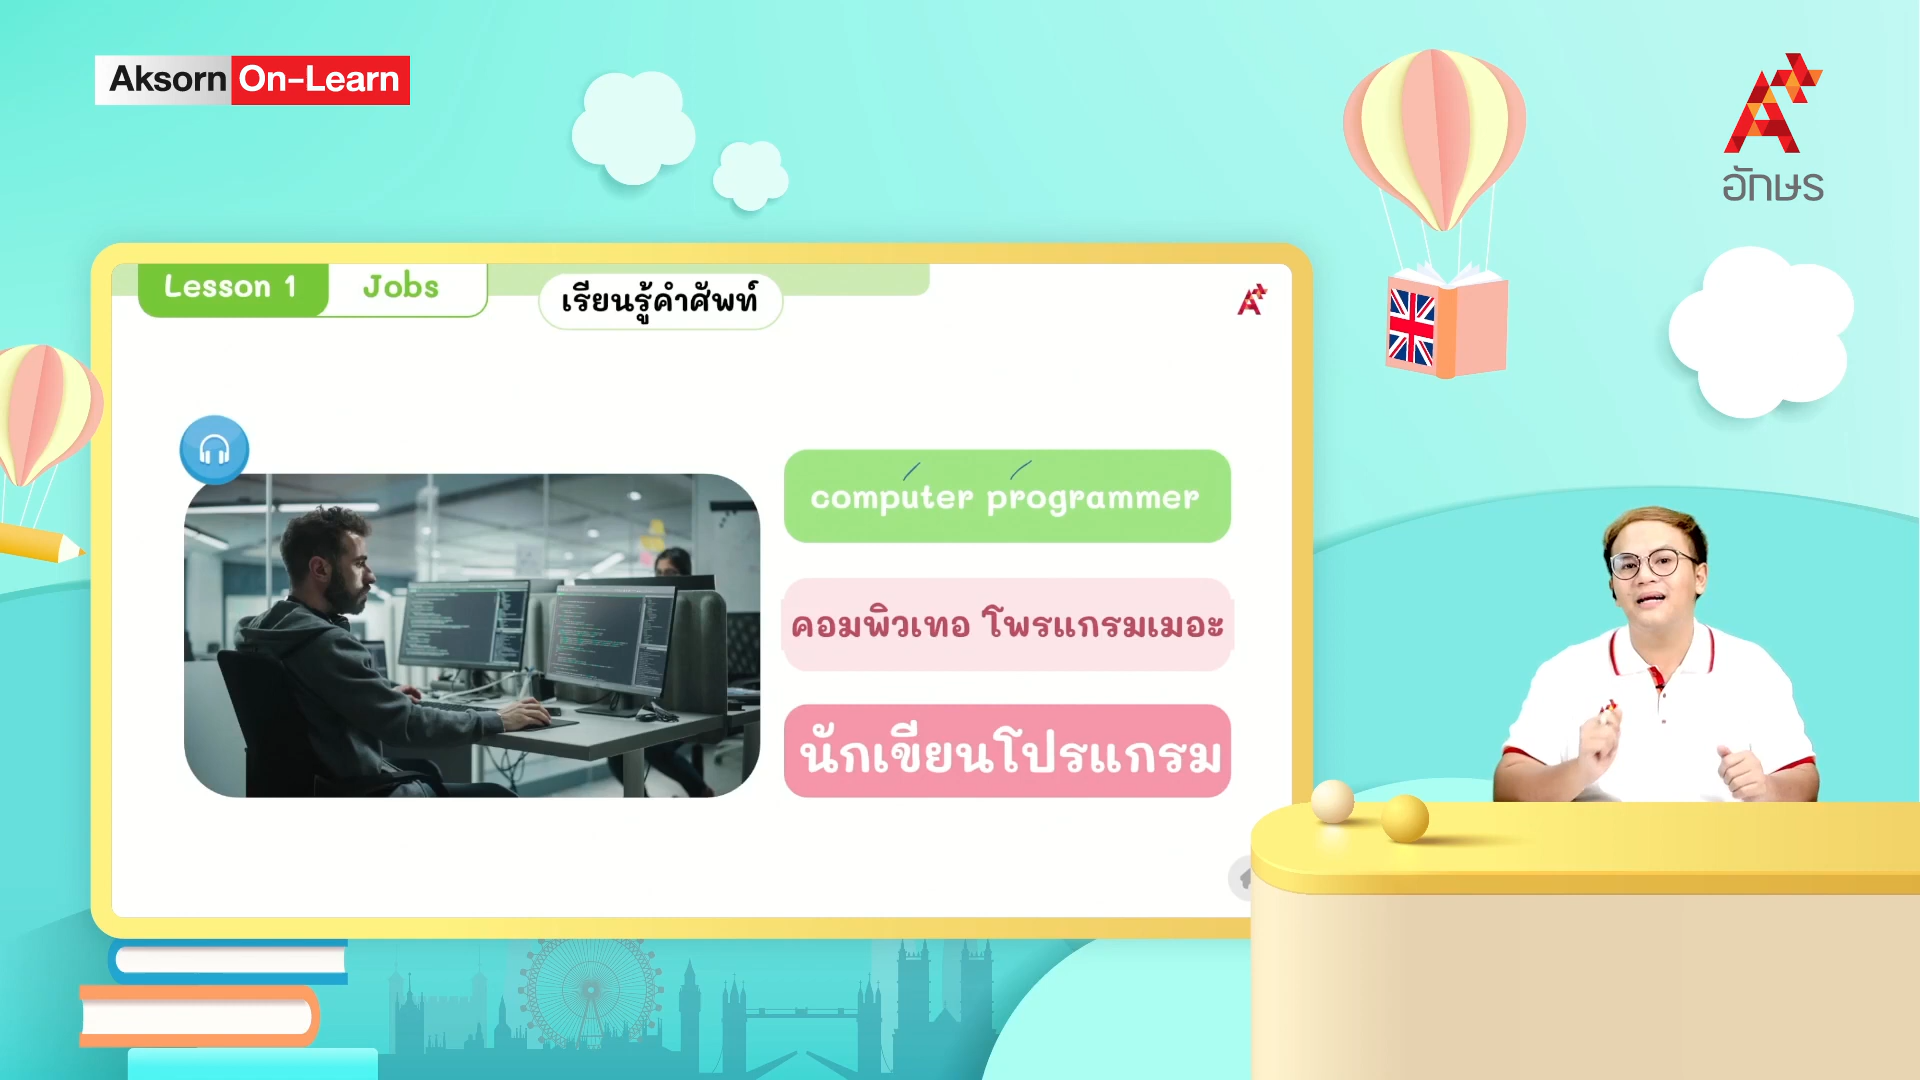 Aksorn On-Learn
อักษร
Lesson 1 Jobs
เรียนรู้คำศัพท์
computer programmer
คอมพิวเทอ โพรแกรมเมอะ
นักเขียนโปรแกรม